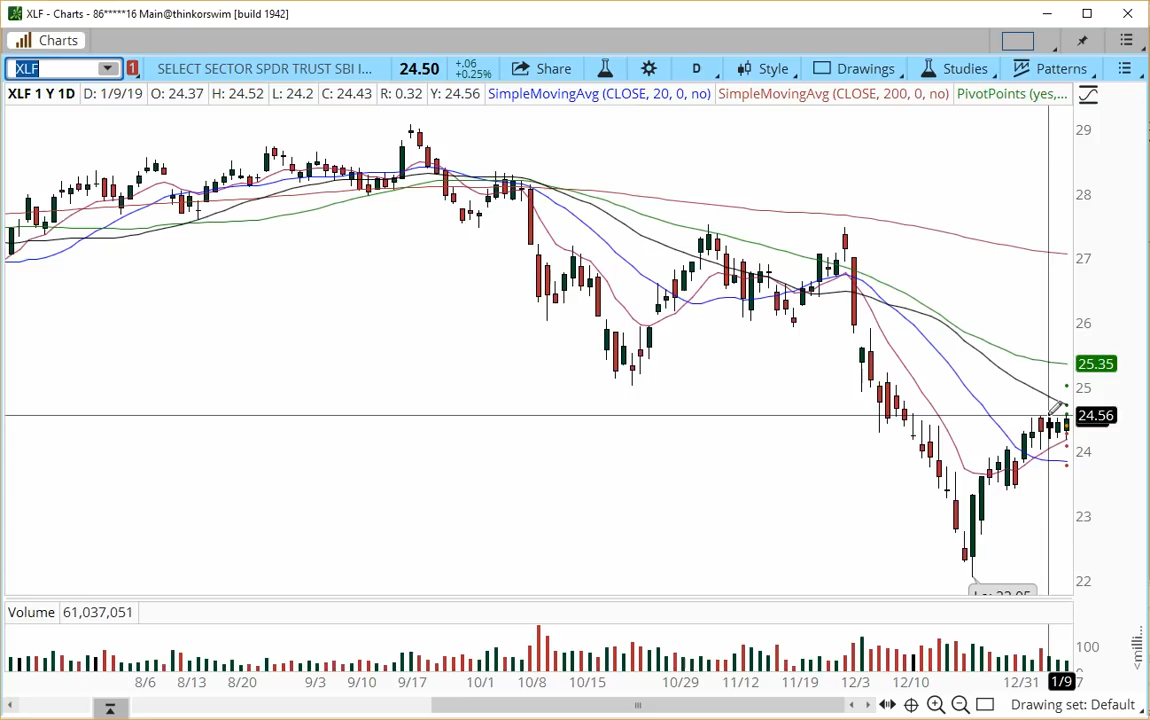 XLF - Charts - 86*****16 Main@thinkorswim [build 1942]
Charts
XLF 1 SELECT SECTOR SPDR TRUST SBI I... 24.50 +.06 +0.25% Share D Style Drawings Studies Patterns
XLF 1 Y 1D D: 1/9/19 O: 24.37 H: 24.52 L: 24.2 C: 24.43 R: 0.32 Y: 24.56 SimpleMovingAvg (CLOSE, 20, 0, no) SimpleMovingAvg (CLOSE, 200, 0, no) PivotPoints (yes,...
29
28
27
26
25.35
25
24.56
24
23
22
Volume 61,037,051
100
<milli...
8/6 8/13 8/20 9/3 9/10 9/17 10/1 10/8 10/15 10/29 11/12 11/19 12/3 12/10 12/31 1/9 7
Drawing set: Default